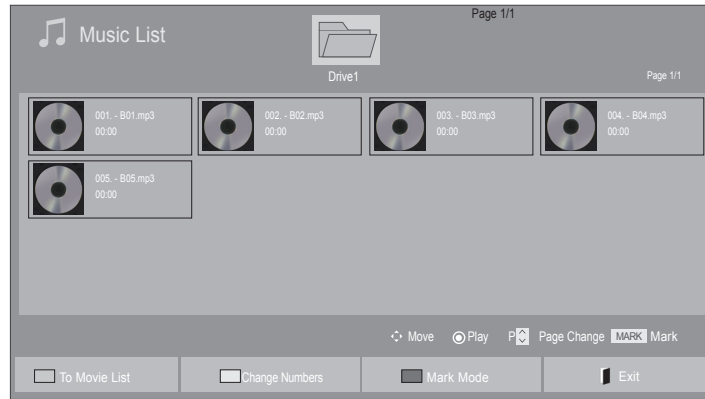 Page 1/1
Music List
Drive1
Page 1/1
001. - B01.mp3
00:00
002. - B02.mp3
00:00
003. - B03.mp3
00:00
004. - B04.mp3
00:00
005. - B05.mp3
00:00
Move Play P Page Change MARK Mark
To Movie List Change Numbers Mark Mode Exit